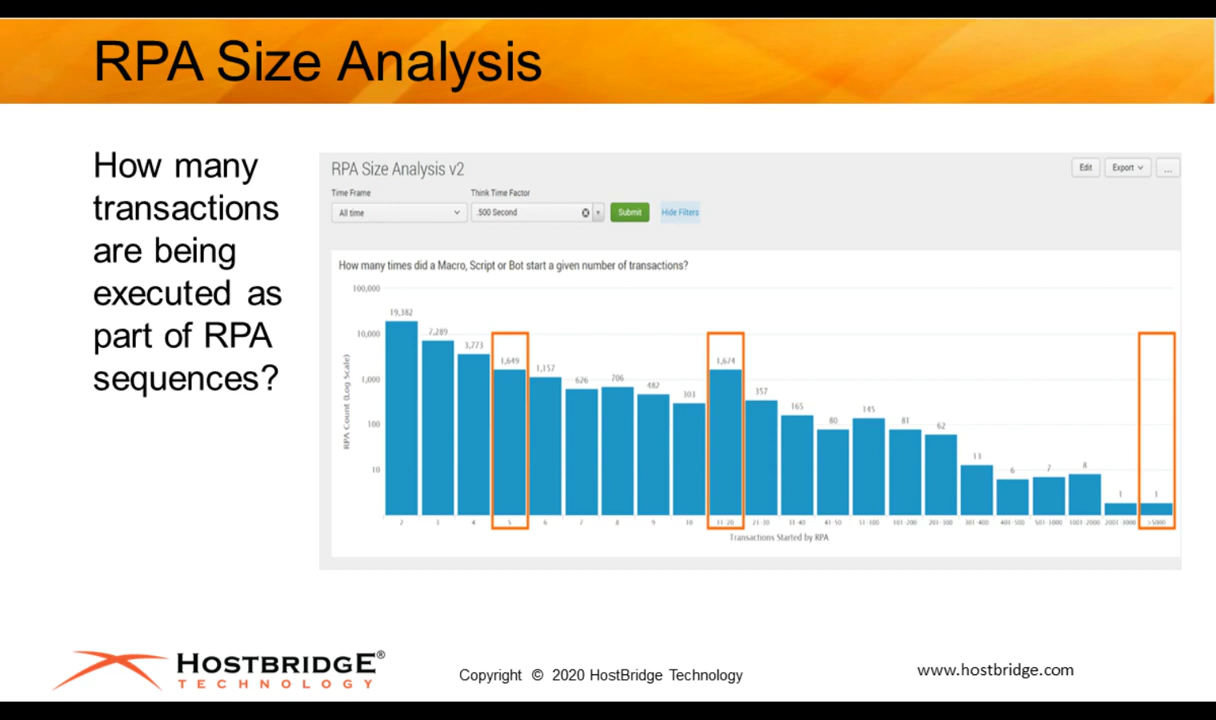 RPA Size Analysis
How many
transactions
are being
executed as
part of RPA
sequences?
RPA Size Analysis v2
Edit
Export
...
Time Frame
Think Time Factor
All time
.500 Second
Submit
Hide Filters
How many times did a Macro, Script or Bot start a given number of transactions?
RPA Count (Log Scale)
100,000
10,000
1,000
100
10
19,382
7,289
3,773
1,649
1,157
626
706
482
303
1,674
357
165
80
145
81
62
13
6
7
8
1
1
2
3
4
5
6
7
8
9
10
11-20
21-30
31-40
41-50
51-100
101-200
201-300
301-400
401-500
501-1000
1001-2000
2001-3000
>5000
Transactions Started by RPA
HOSTBRIDGE®
TECHNOLOGY
Copyright © 2020 HostBridge Technology
www.hostbridge.com